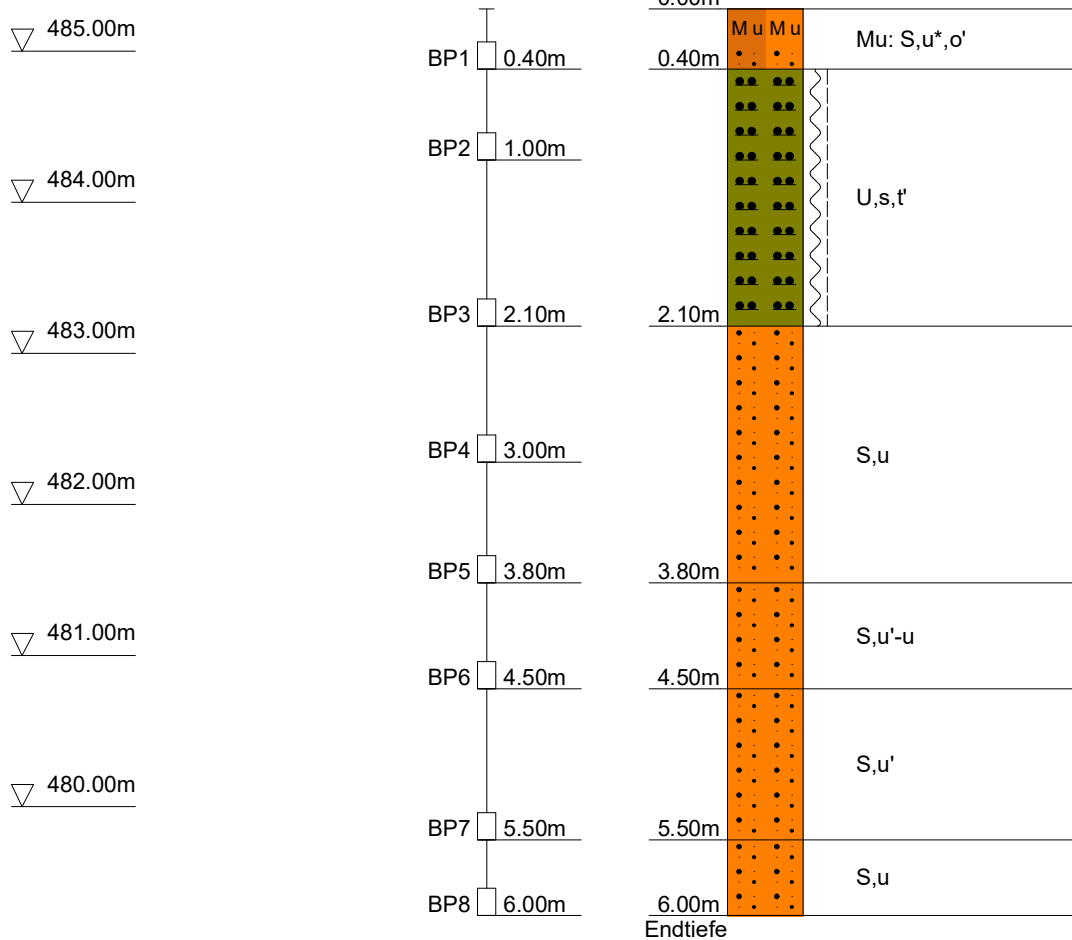 0.00m
485.00m
Mu Mu
Mu: S,u*,o'
BP1 0.40m
0.40m
BP2 1.00m
484.00m
U,s,t'
BP3 2.10m
2.10m
483.00m
BP4 3.00m
S,u
482.00m
BP5 3.80m
3.80m
481.00m
S,u'-u
BP6 4.50m
4.50m
S,u'
480.00m
BP7 5.50m
5.50m
S,u
BP8 6.00m
6.00m
Endtiefe